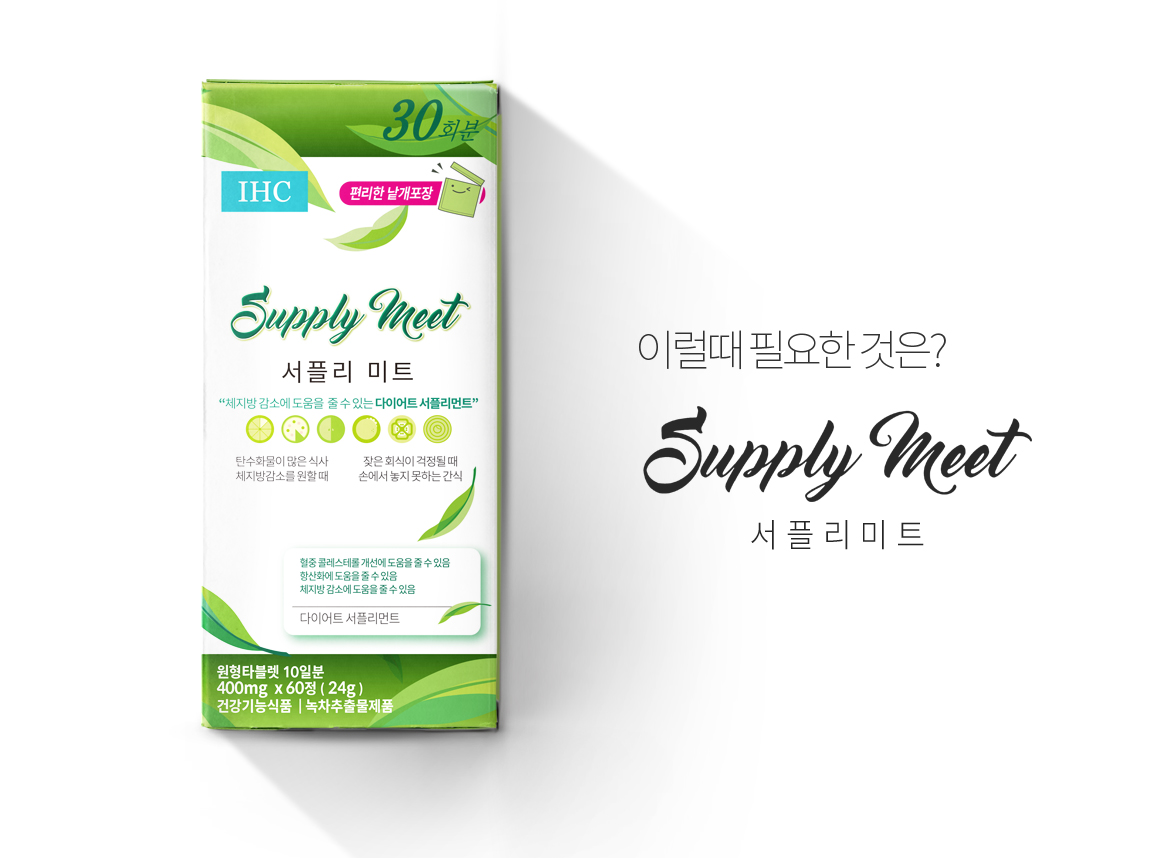 30회분
IHC
편리한 낱개포장
Supply Meet
서플리 미트
“체지방 감소에 도움을 줄 수 있는 다이어트 서플리먼트”
탄수화물이 많은 식사
체지방감소를 원할 때
잦은 회식이 걱정될 때
손에서 놓지 못하는 간식
혈중 콜레스테롤 개선에 도움을 줄 수 있음
항산화에 도움을 줄 수 있음
체지방 감소에 도움을 줄 수 있음
다이어트 서플리먼트
원형타블렛 10일분
400mg x 60정 ( 24g )
건강기능식품 | 녹차추출물제품
이럴때 필요한 것은?
Supply Meet
서플리미트